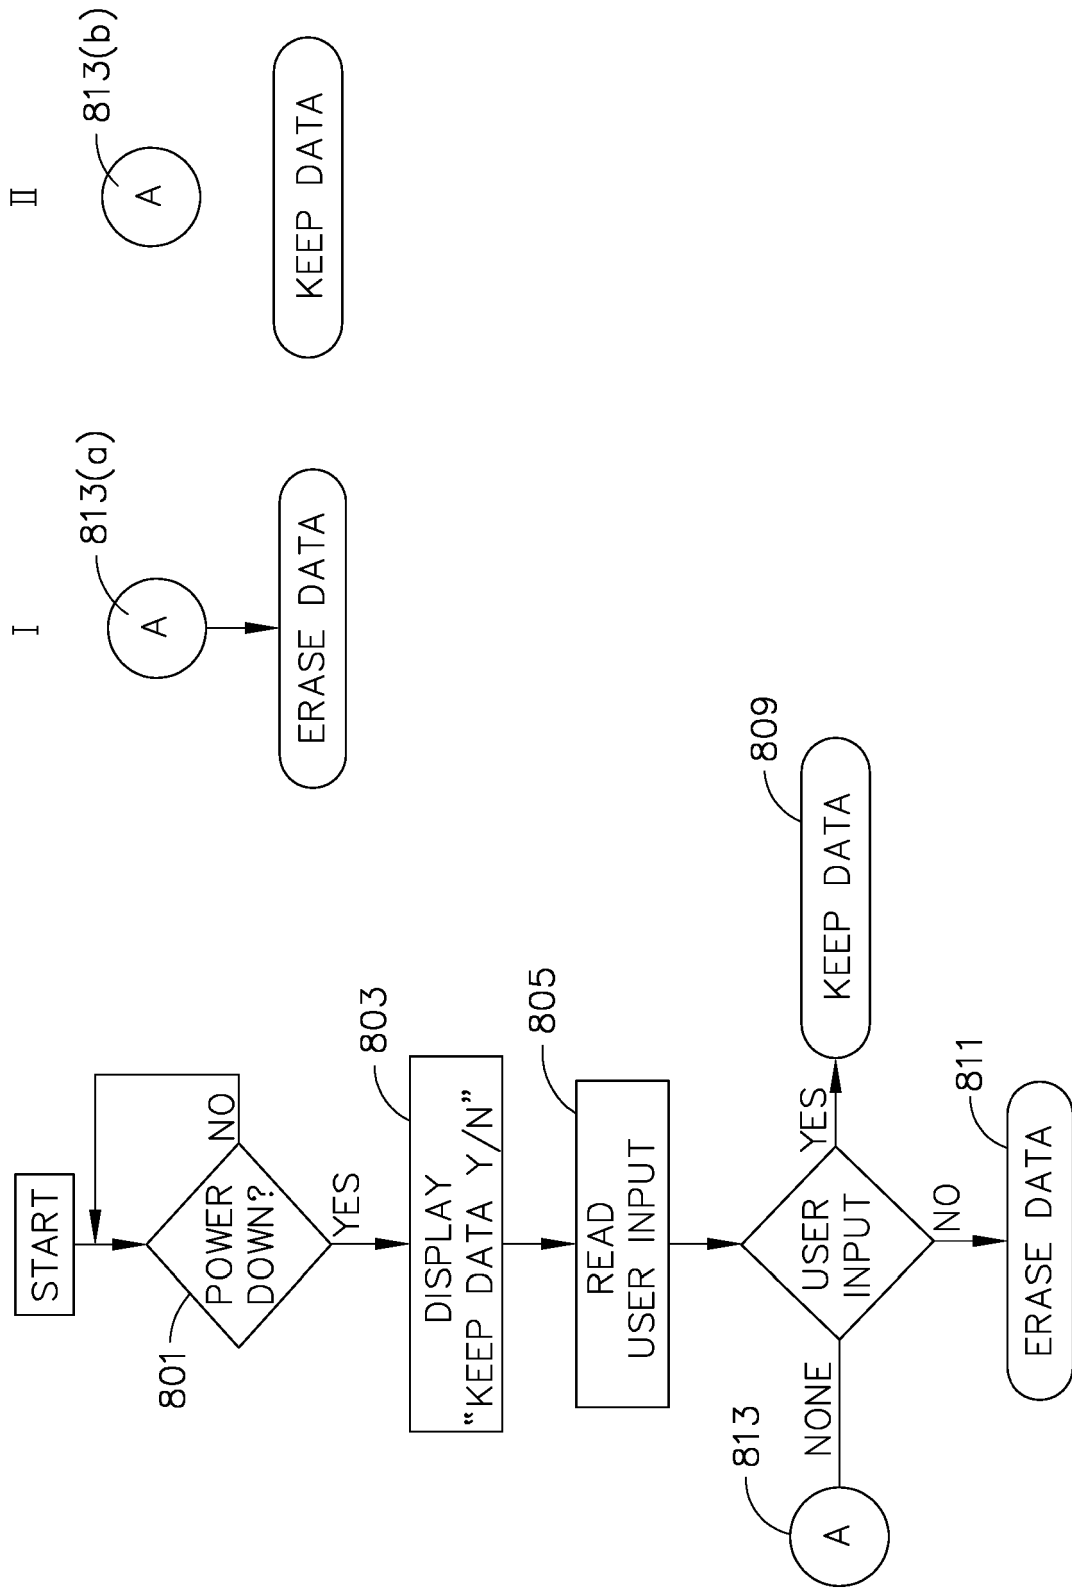 START
POWER
DOWN?
NO
801
YES
DISPLAY
“KEEP DATA Y/N”
803
READ
USER INPUT
805
USER
INPUT
NONE
A
813
YES
KEEP DATA
809
NO
ERASE DATA
811
I
A
813(a)
ERASE DATA
II
A
813(b)
KEEP DATA